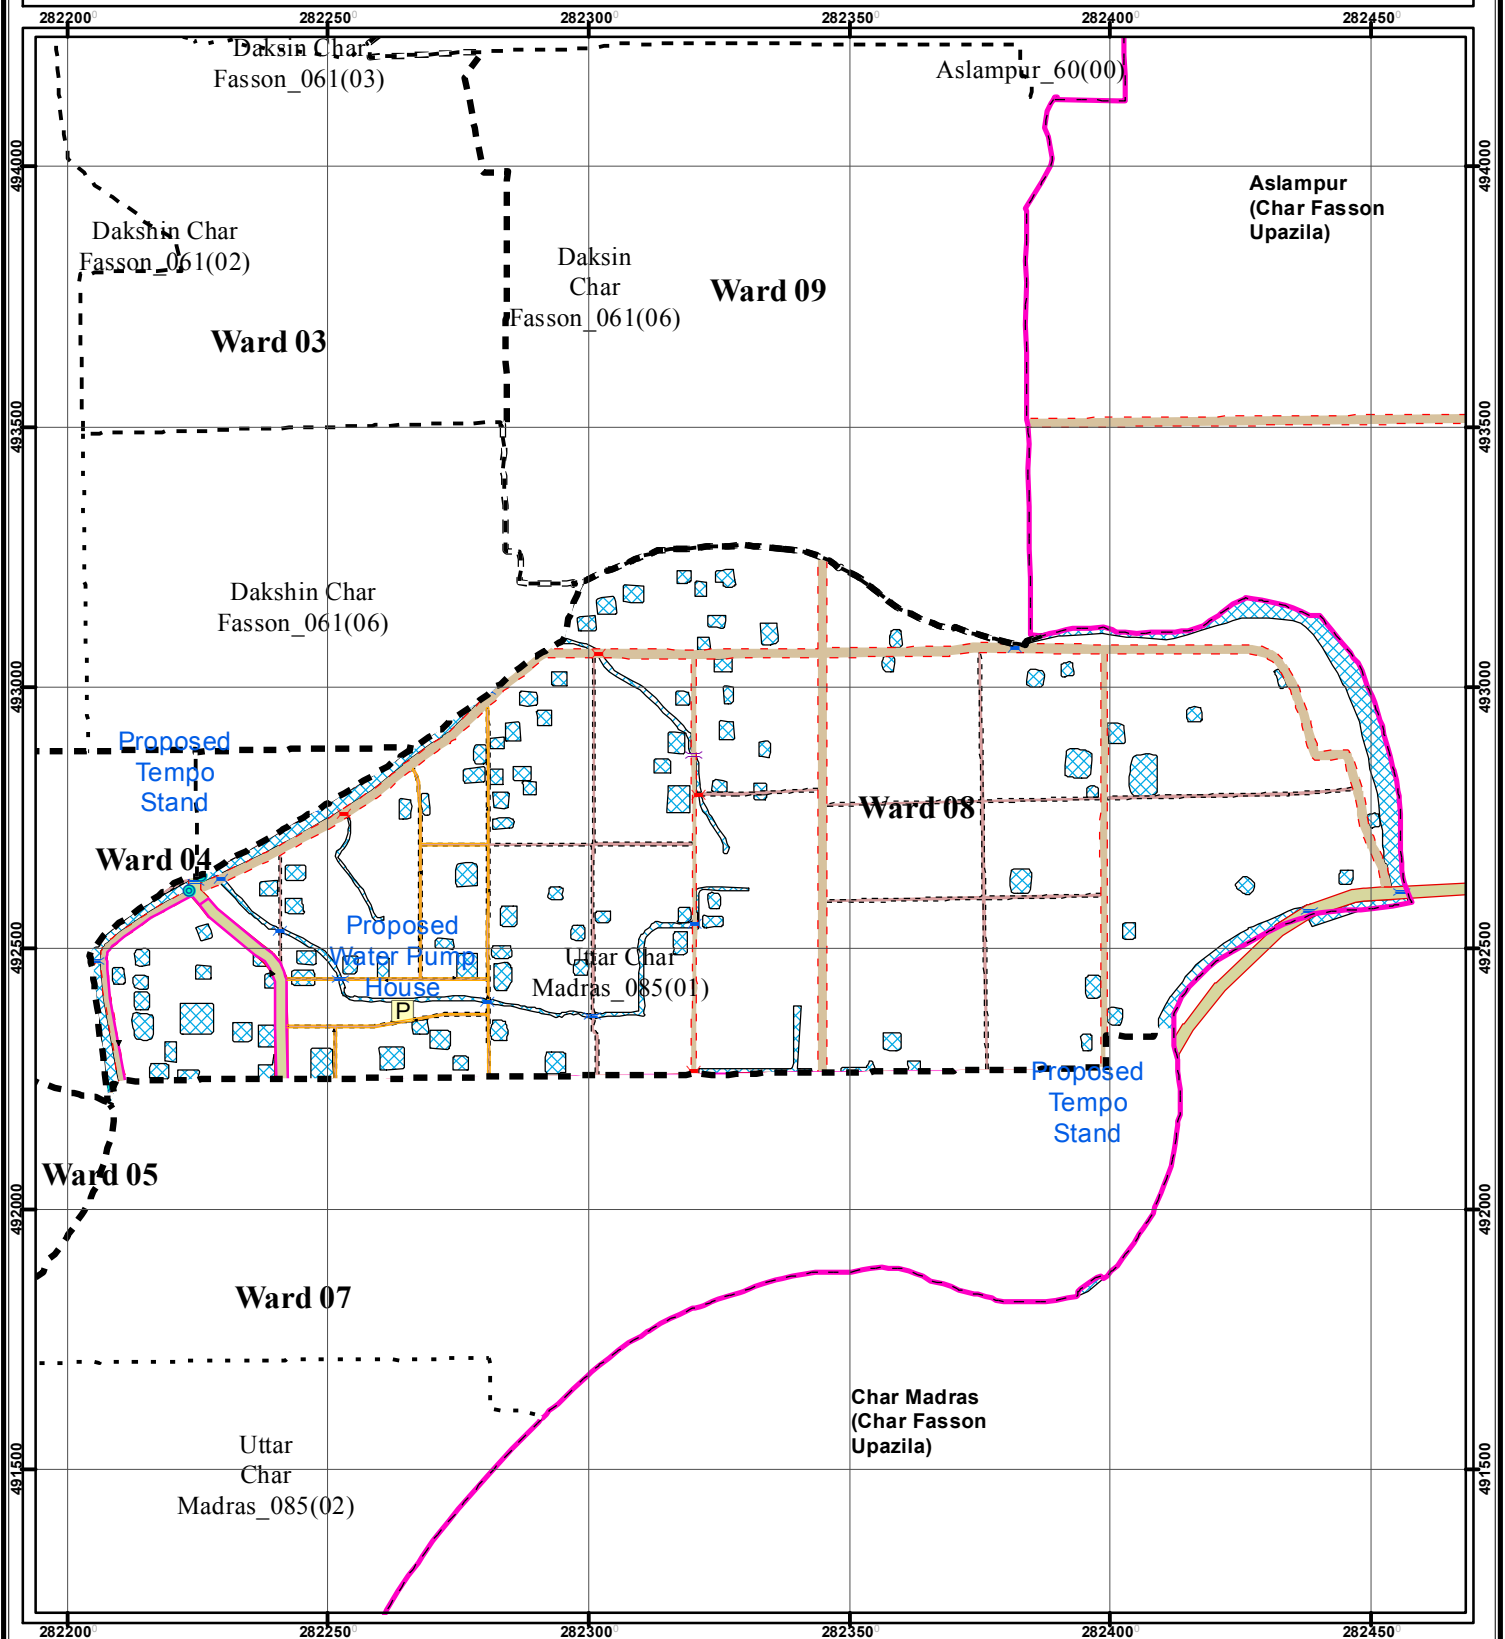 282200 282250 282300 282350 282400 282450
Daksin Char
Fasson_061(03)
Aslampur_60(00)
494000
494000
Aslampur
(Char Fasson
Upazila)
Dakshin Char
Fasson_061(02)
Daksin
Char
Fasson_061(06)
Ward 09
Ward 03
493500
493500
Dakshin Char
Fasson_061(06)
493000
493000
Proposed
Tempo
Stand
Ward 08
Ward 04
Proposed
Water Pump
House
P
Uttar Char
Madras_085(01)
492500
492500
Proposed
Tempo
Stand
Ward 05
492000
492000
Ward 07
Char Madras
(Char Fasson
Upazila)
Uttar
Char
Madras_085(02)
491500
491500
282200 282250 282300 282350 282400 282450